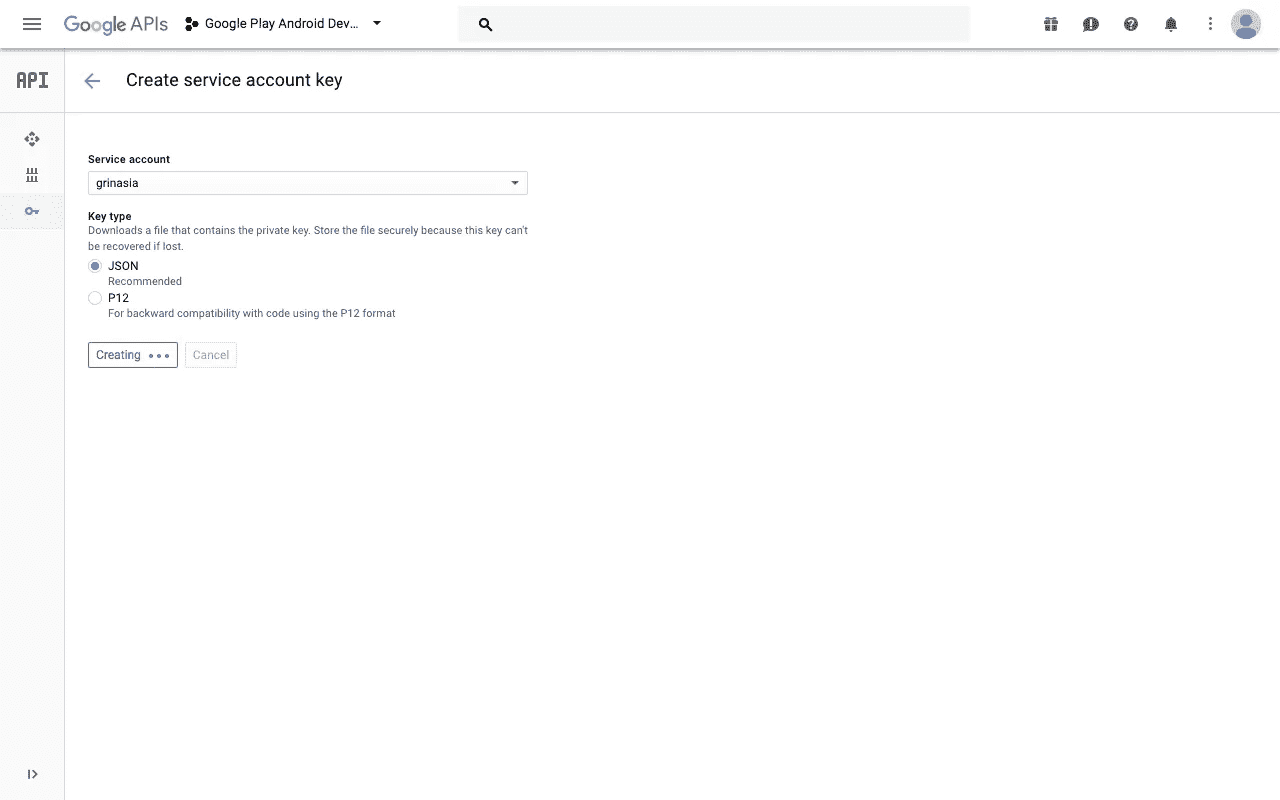 Google APIs
Google Play Android Dev...
API
Create service account key
Service account
grinasia
Key type
Downloads a file that contains the private key. Store the file securely because this key can't
be recovered if lost.
JSON
Recommended
P12
For backward compatibility with code using the P12 format
Creating
Cancel